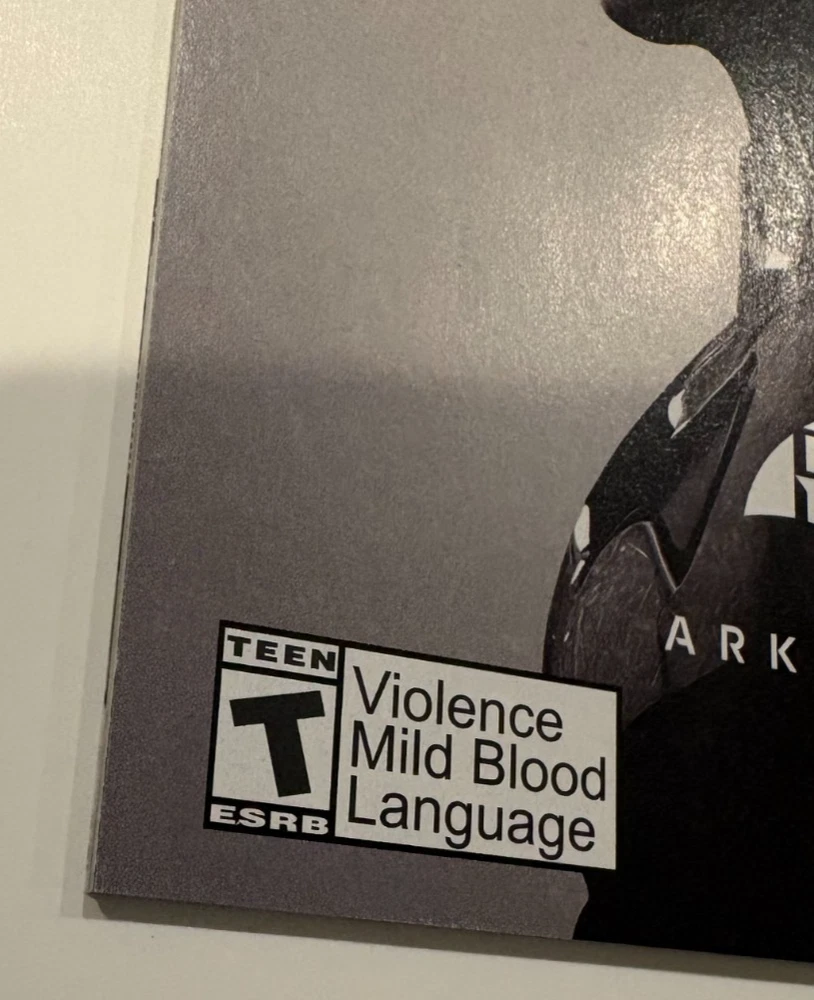 ARK
TEEN
T
ESRB
Violence
Mild Blood
Language